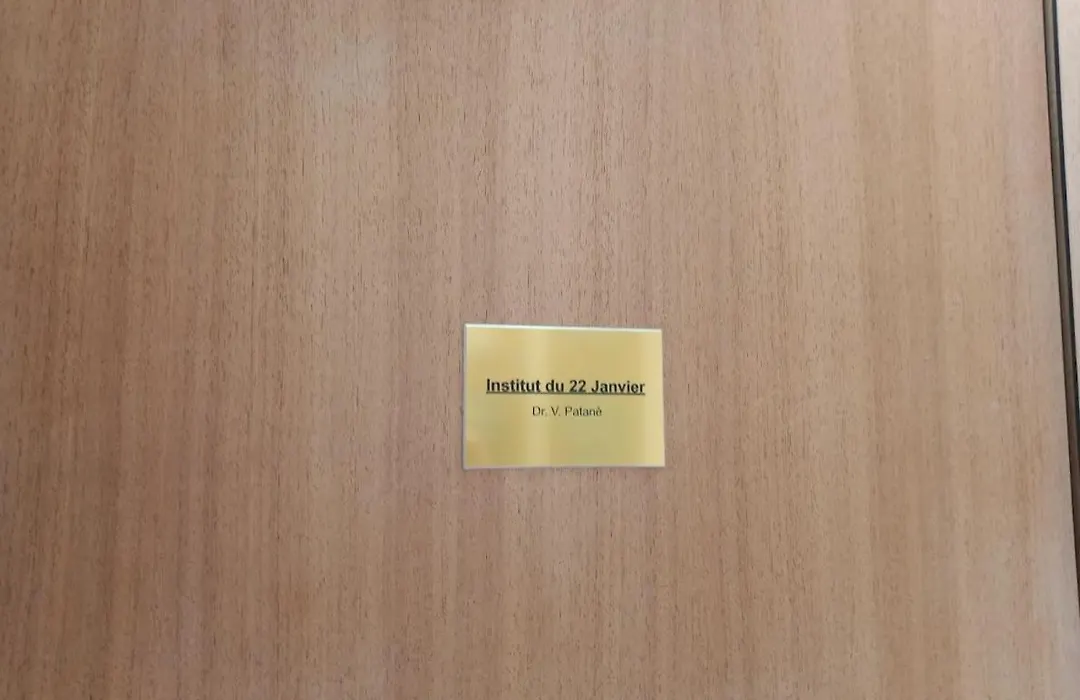 Institut du 22 Janvier
Dr. V. Patanè